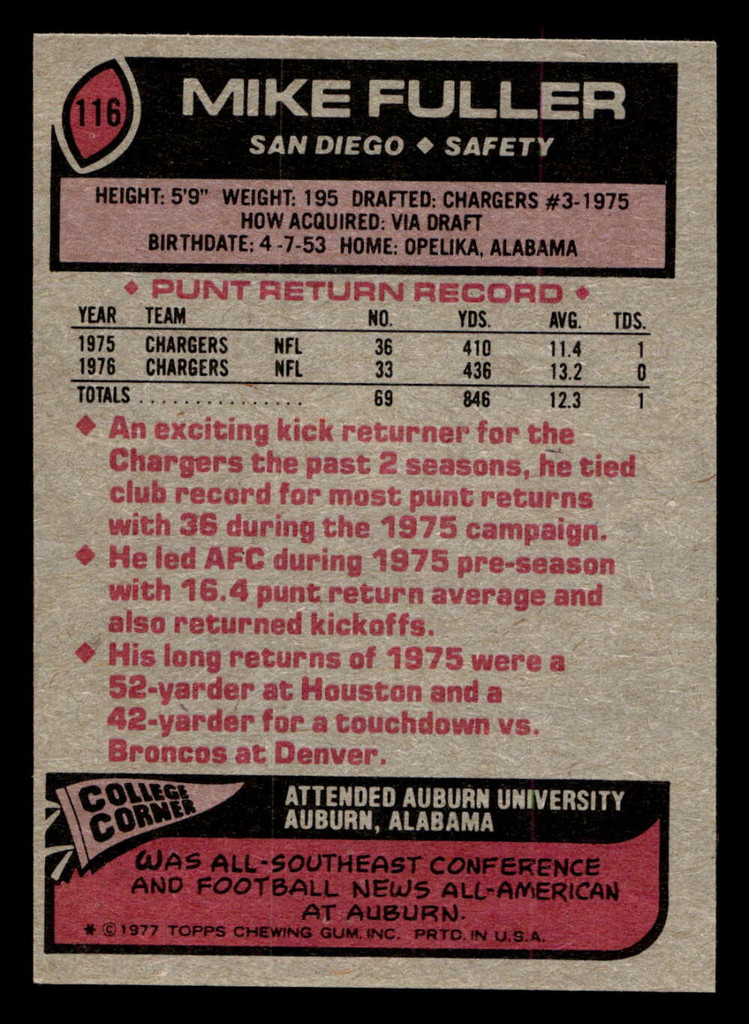 116
MIKE FULLER
SAN DIEGO ◆ SAFETY
HEIGHT: 5'9" WEIGHT: 195 DRAFTED: CHARGERS #3-1975
HOW ACQUIRED: VIA DRAFT
BIRTHDATE: 4-7-53 HOME: OPELIKA, ALABAMA
◆ PUNT RETURN RECORD ◆
YEAR TEAM NO. YDS. AVG. TDS.
1975 CHARGERS NFL 36 410 11.4 1
1976 CHARGERS NFL 33 436 13.2 0
TOTALS ................ 69 846 12.3 1
◆ An exciting kick returner for the
Chargers the past 2 seasons, he tied
club record for most punt returns
with 36 during the 1975 campaign.
◆ He led AFC during 1975 pre-season
with 16.4 punt return average and
also returned kickoffs.
◆ His long returns of 1975 were a
52-yarder at Houston and a
42-yarder for a touchdown vs.
Broncos at Denver.
COLLEGE
CORNER
ATTENDED AUBURN UNIVERSITY
AUBURN, ALABAMA
WAS ALL-SOUTHEAST CONFERENCE
AND FOOTBALL NEWS ALL-AMERICAN
AT AUBURN.
* © 1977 TOPPS CHEWING GUM, INC. PRTD. IN U.S.A.